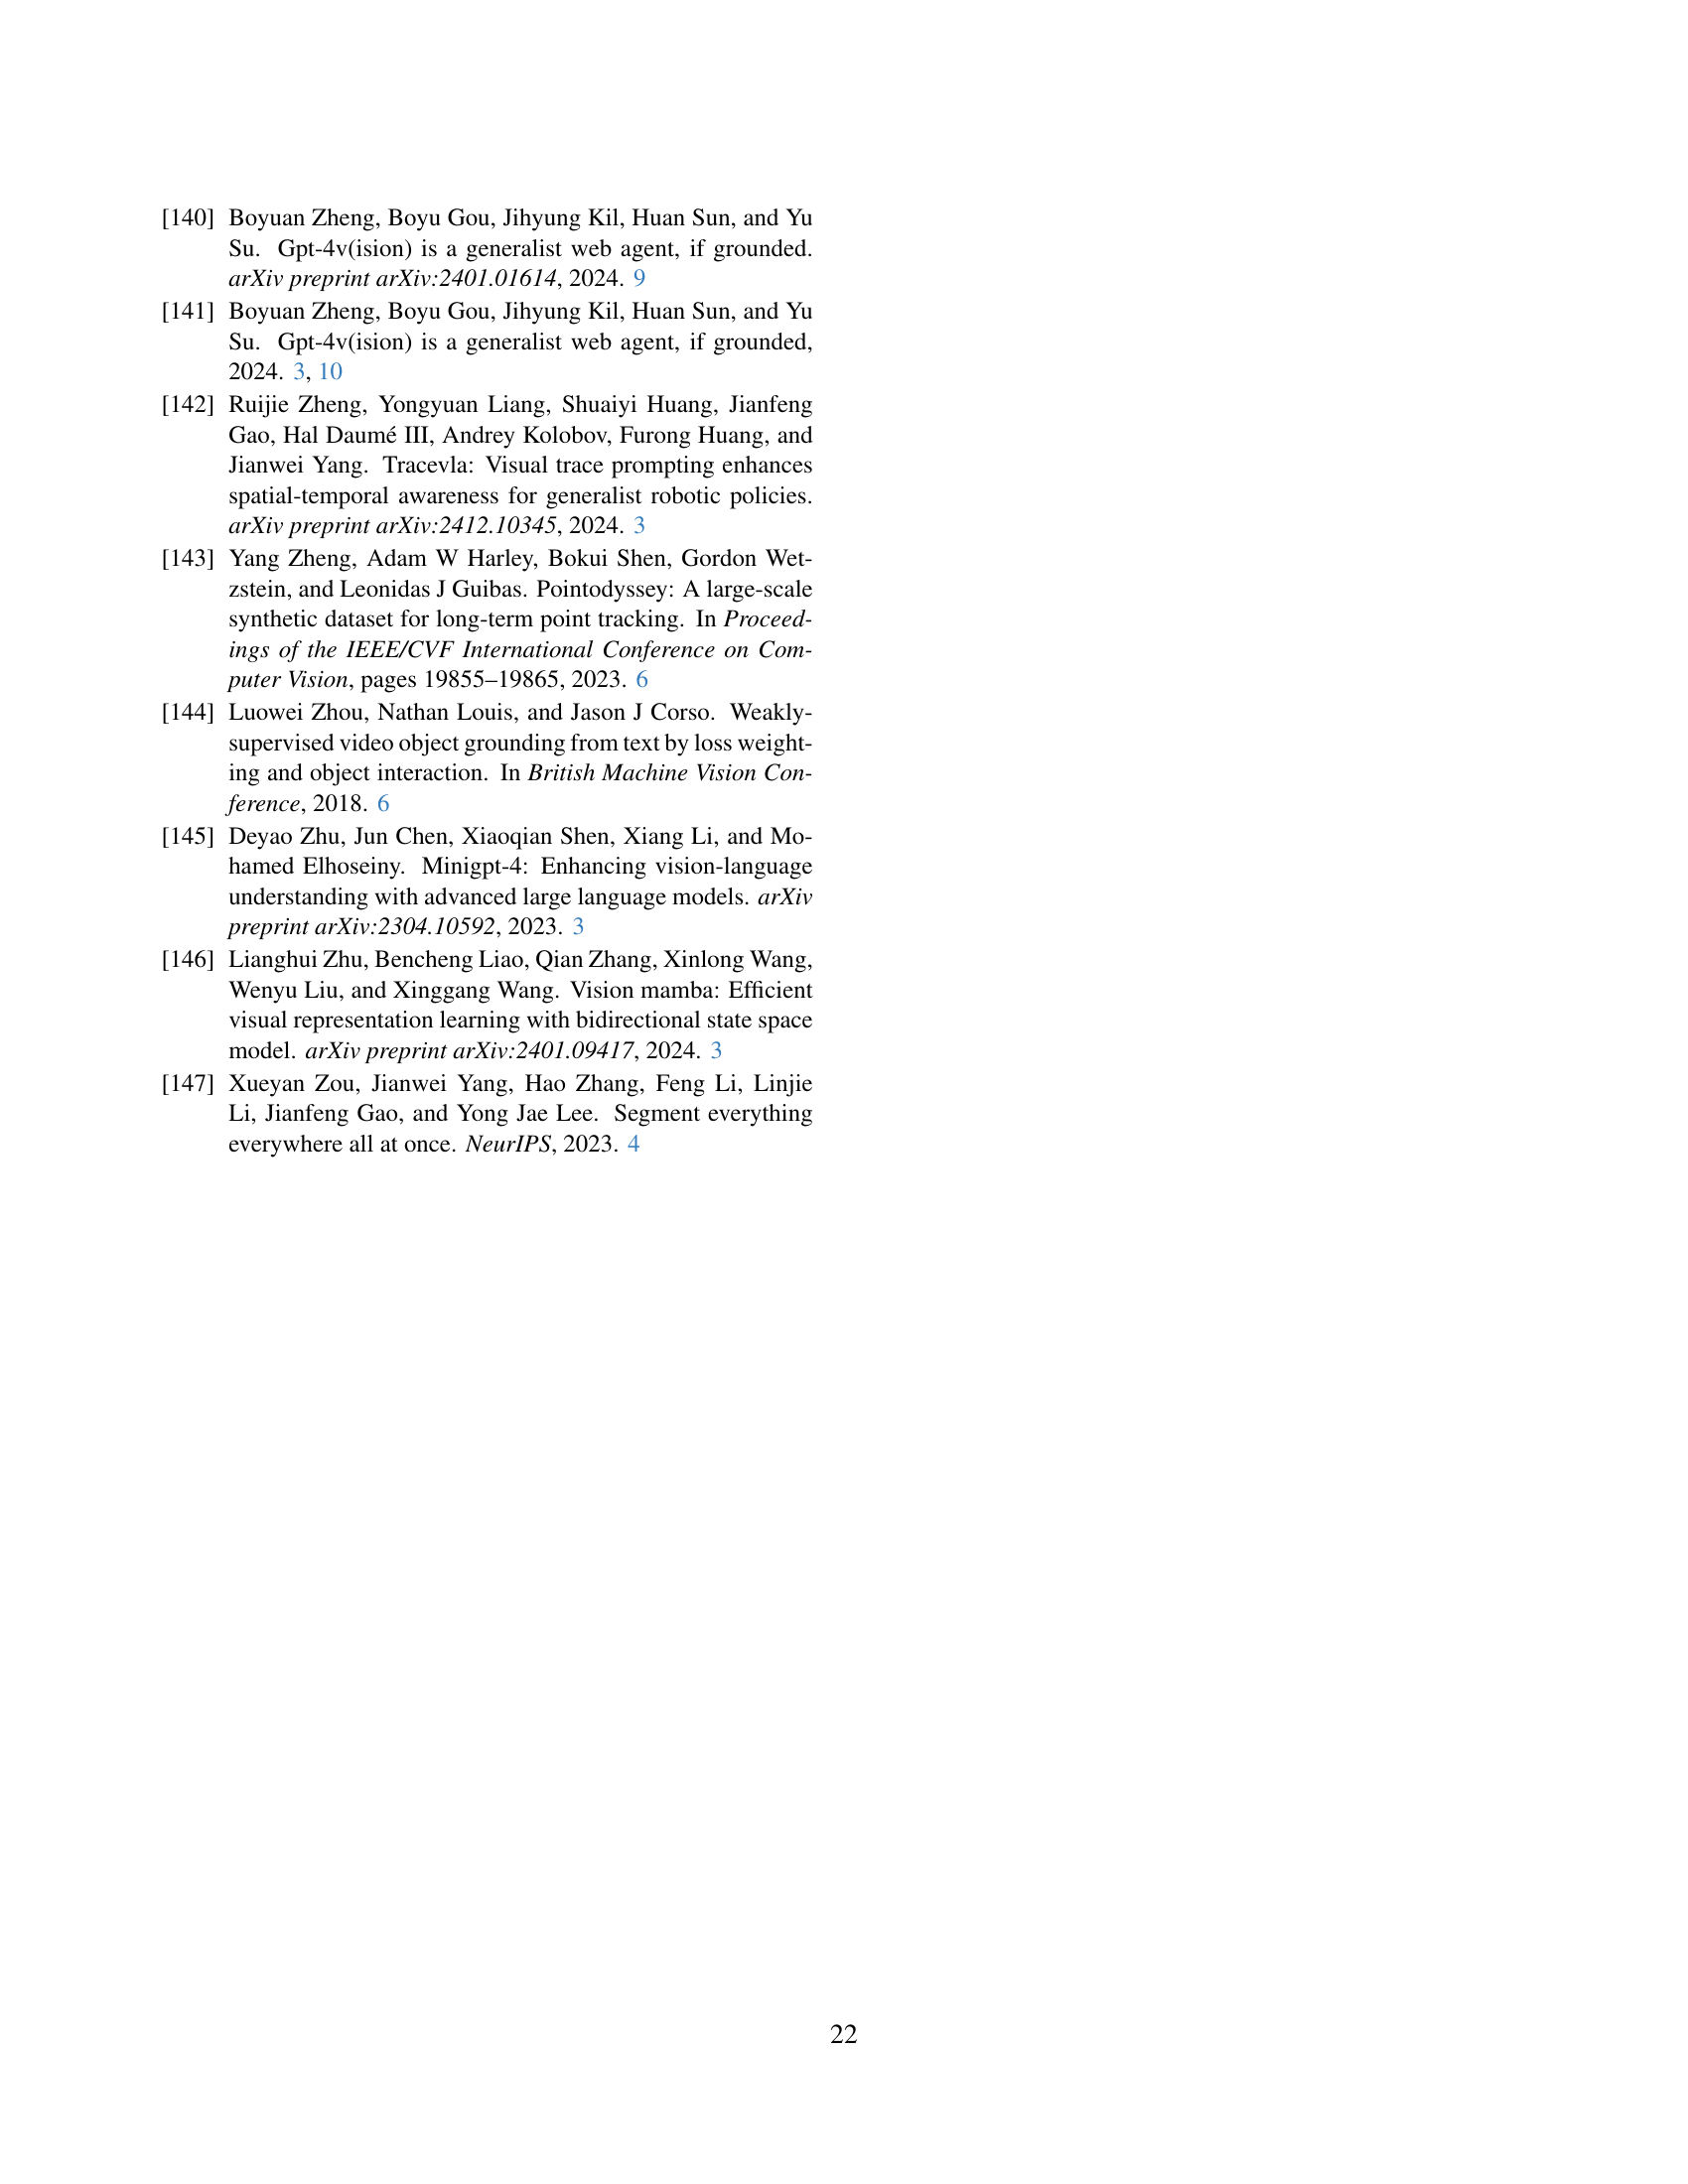 [140] Boyuan Zheng, Boyu Gou, Jihyung Kil, Huan Sun, and Yu
Su. Gpt-4v(ision) is a generalist web agent, if grounded.
arXiv preprint arXiv:2401.01614, 2024. 9
[141] Boyuan Zheng, Boyu Gou, Jihyung Kil, Huan Sun, and Yu
Su. Gpt-4v(ision) is a generalist web agent, if grounded,
2024. 3, 10
[142] Ruijie Zheng, Yongyuan Liang, Shuaiyi Huang, Jianfeng
Gao, Hal Daumé III, Andrey Kolobov, Furong Huang, and
Jianwei Yang. Tracevla: Visual trace prompting enhances
spatial-temporal awareness for generalist robotic policies.
arXiv preprint arXiv:2412.10345, 2024. 3
[143] Yang Zheng, Adam W Harley, Bokui Shen, Gordon Wet-
zstein, and Leonidas J Guibas. Pointodyssey: A large-scale
synthetic dataset for long-term point tracking. In Proceed-
ings of the IEEE/CVF International Conference on Com-
puter Vision, pages 19855–19865, 2023. 6
[144] Luowei Zhou, Nathan Louis, and Jason J Corso. Weakly-
supervised video object grounding from text by loss weight-
ing and object interaction. In British Machine Vision Con-
ference, 2018. 6
[145] Deyao Zhu, Jun Chen, Xiaoqian Shen, Xiang Li, and Mo-
hamed Elhoseiny. Minigpt-4: Enhancing vision-language
understanding with advanced large language models. arXiv
preprint arXiv:2304.10592, 2023. 3
[146] Lianghui Zhu, Bencheng Liao, Qian Zhang, Xinlong Wang,
Wenyu Liu, and Xinggang Wang. Vision mamba: Efficient
visual representation learning with bidirectional state space
model. arXiv preprint arXiv:2401.09417, 2024. 3
[147] Xueyan Zou, Jianwei Yang, Hao Zhang, Feng Li, Linjie
Li, Jianfeng Gao, and Yong Jae Lee. Segment everything
everywhere all at once. NeurIPS, 2023. 4
22